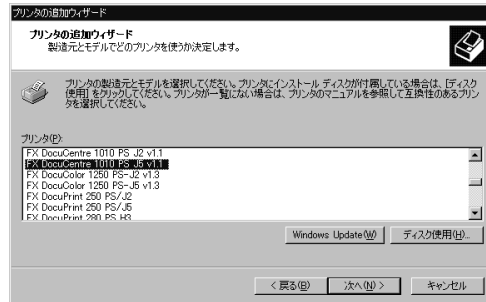 プリンタの追加ウィザード
プリンタの追加ウィザード
製造元とモデルでどのプリンタを使うか決定します。
プリンタの製造元とモデルを選択してください。プリンタにインストール ディスクが付属している場合は、[ディスク
使用] をクリックしてください。プリンタが一覧にない場合は、プリンタのマニュアルを参照して互換性のあるプリン
タを選択してください。
プリンタ(P):
FX DocuCentre 1010 PS J2 v1.1
FX DocuCentre 1010 PS J5 v1.1
FX DocuColor 1250 PS-J2 v1.3
FX DocuColor 1250 PS-J5 v1.3
FX DocuPrint 250 PS/J2
FX DocuPrint 250 PS/J5
FX DocuPrint 280 PS H3
Windows Update(W)
ディスク使用(H)...
< 戻る(B)
次へ(N) >
キャンセル